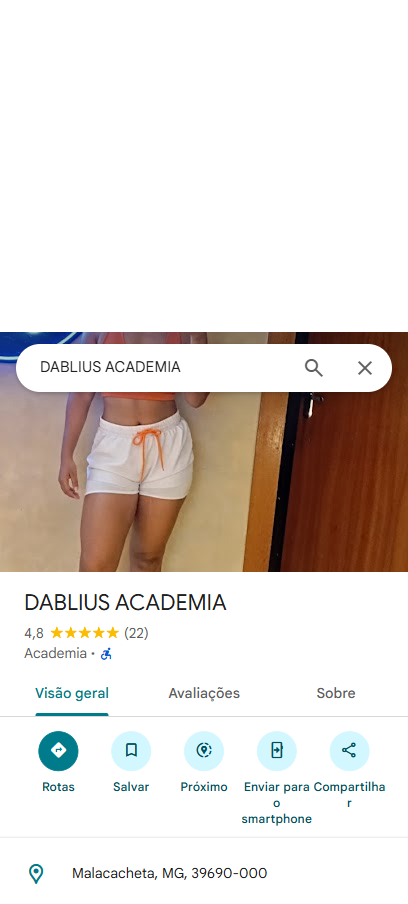 DABLIUS ACADEMIA
DABLIUS ACADEMIA
4,8 (22)
Academia ·
Visão geral Avaliações Sobre
Rotas Salvar Próximo Enviar para o smartphone Compartilhar
Malacacheta, MG, 39690-000